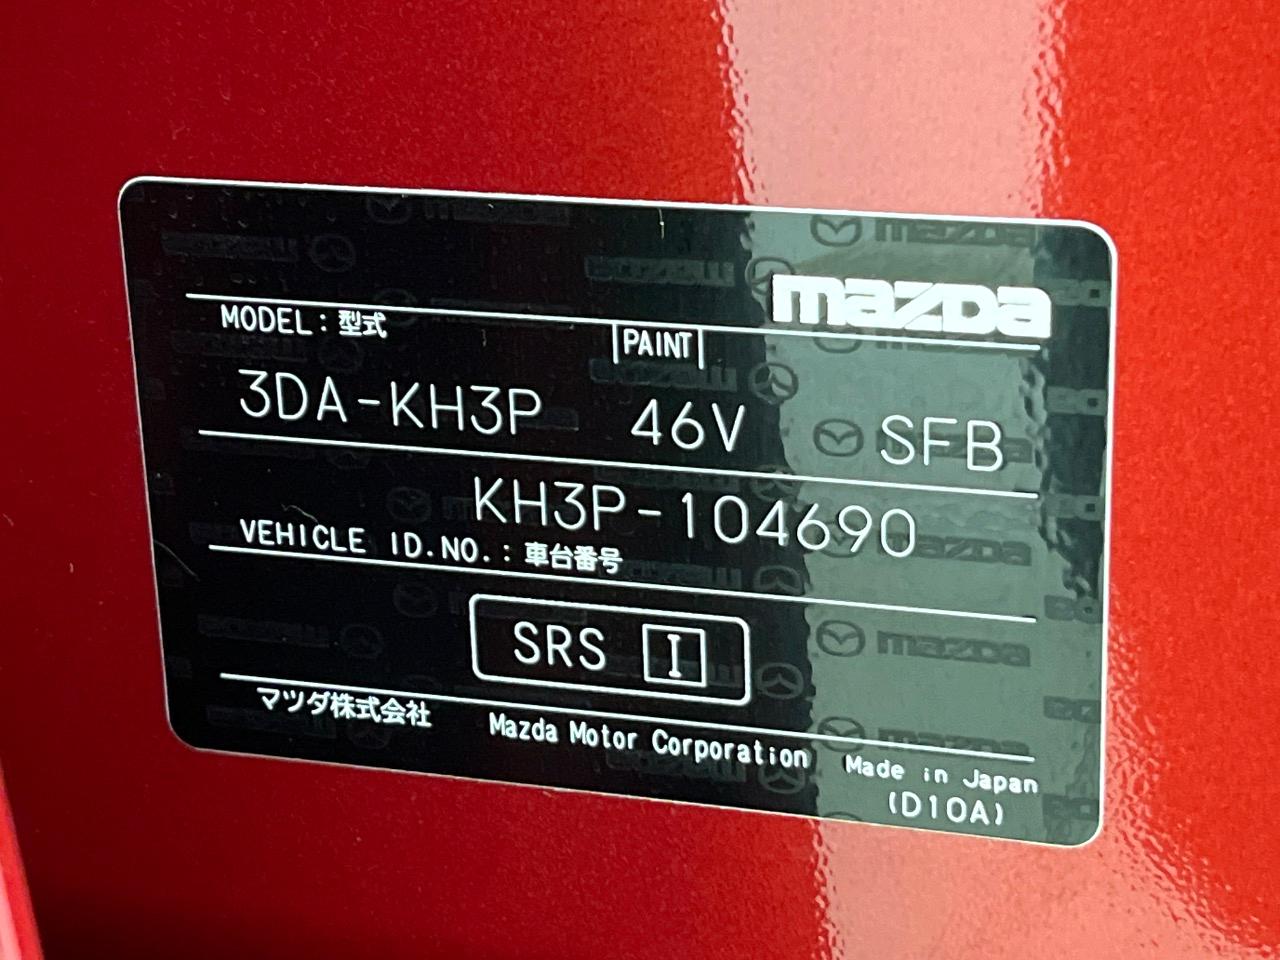 mazda
MODEL：型式 PAINT
3DA-KH3P 46V SFB
KH3P-104690
VEHICLE ID.NO.：車台番号
SRS I
マツダ株式会社 Mazda Motor Corporation Made in Japan
(D10A)